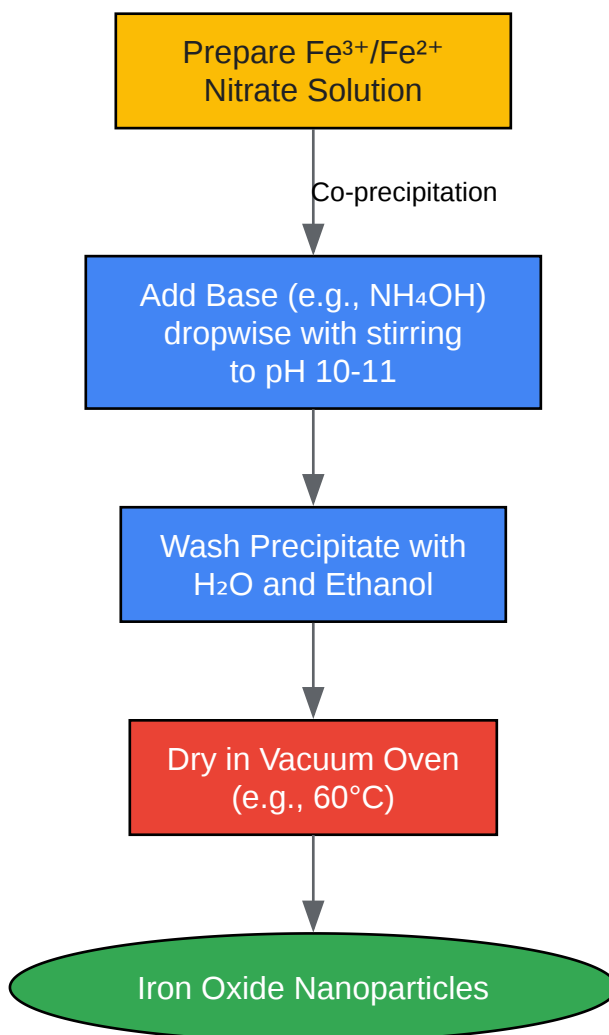 Prepare Fe³⁺/Fe²⁺
Nitrate Solution
Co-precipitation
Add Base (e.g., NH₄OH)
dropwise with stirring
to pH 10-11
Wash Precipitate with
H₂O and Ethanol
Dry in Vacuum Oven
(e.g., 60°C)
Iron Oxide Nanoparticles